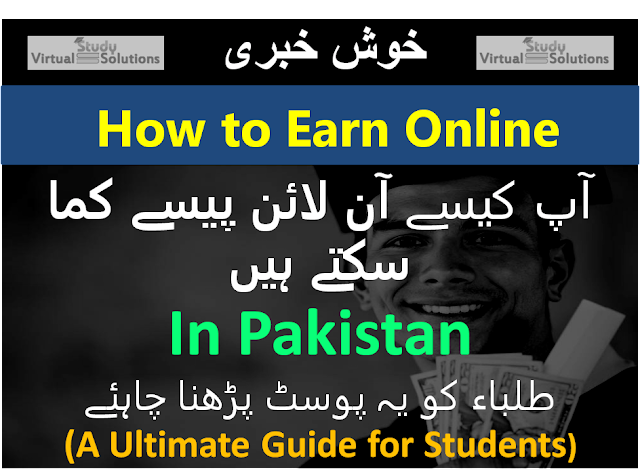 Study
Virtual Solutions
خوش خبری
Study
Virtual Solutions
How to Earn Online
آپ کیسے آن لائن پیسے کما
سکتے ہیں
In Pakistan
طلباء کو یہ پوسٹ پڑھنا چاہئے
(A Ultimate Guide for Students)